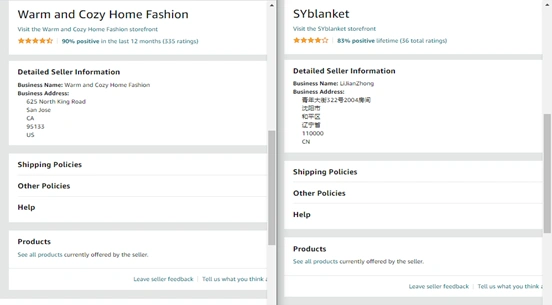 Warm and Cozy Home Fashion
Visit the Warm and Cozy Home Fashion storefront
90% positive in the last 12 months (535 ratings)
Detailed Seller Information
Business Name: Warm and Cozy Home Fashion
Business Address:
625 North King Road
San Jose
CA
95133
US
Shipping Policies
Other Policies
Help
Products
See all products currently offered by the seller.
Leave seller feedback
Tell us what you think a
SYblanket
Visit the SYblanket storefront
83% positive lifetime (36 total ratings)
Detailed Seller Information
Business Name: LiJianZhong
Business Address:
青年大街322号2004房间
沈阳市
和平区
辽宁省
110000
CN
Shipping Policies
Other Policies
Help
Products
See all products currently offered by the seller.
Leave seller feedback
Tell us what you think a